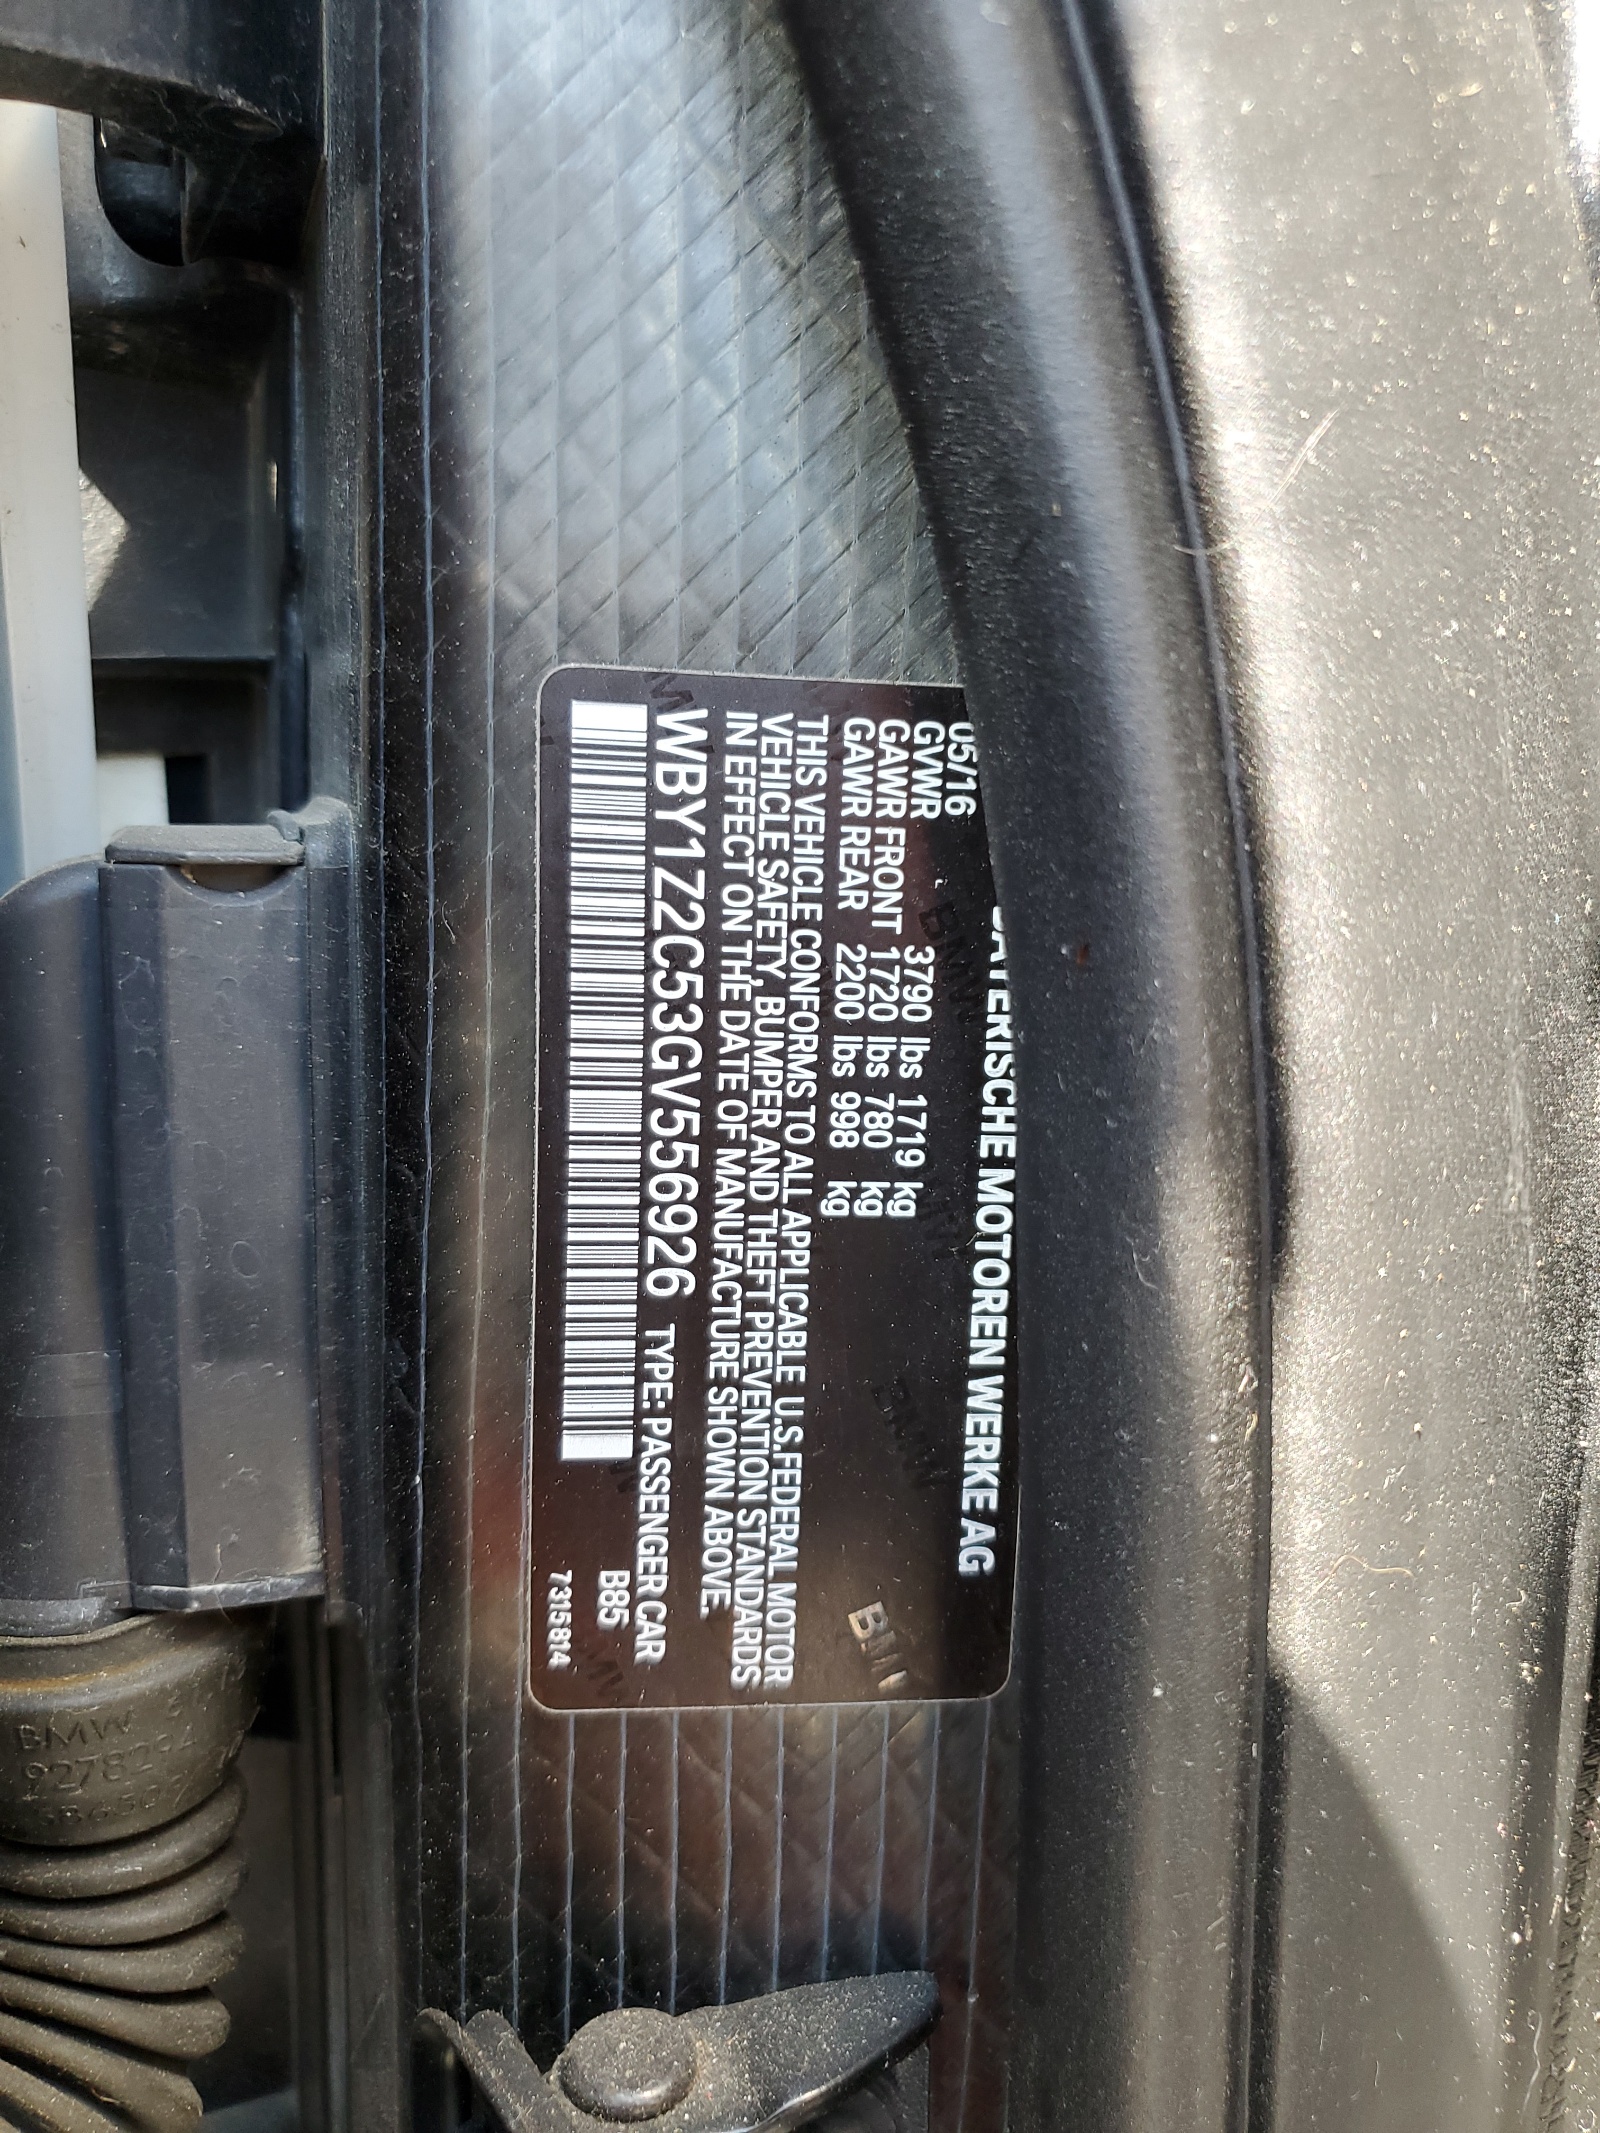 BAYERISCHE MOTOREN WERKE AG
05/16
GVWR 3790 lbs 1719 kg
GAWR FRONT 1720 lbs 780 kg
GAWR REAR 2200 lbs 998 kg
THIS VEHICLE CONFORMS TO ALL APPLICABLE U.S.FEDERAL MOTOR
VEHICLE SAFETY, BUMPER AND THEFT PREVENTION STANDARDS
IN EFFECT ON THE DATE OF MANUFACTURE SHOWN ABOVE.
WBY1Z2C53GV556926 TYPE: PASSENGER CAR
B85
7315814
BMW
9278294